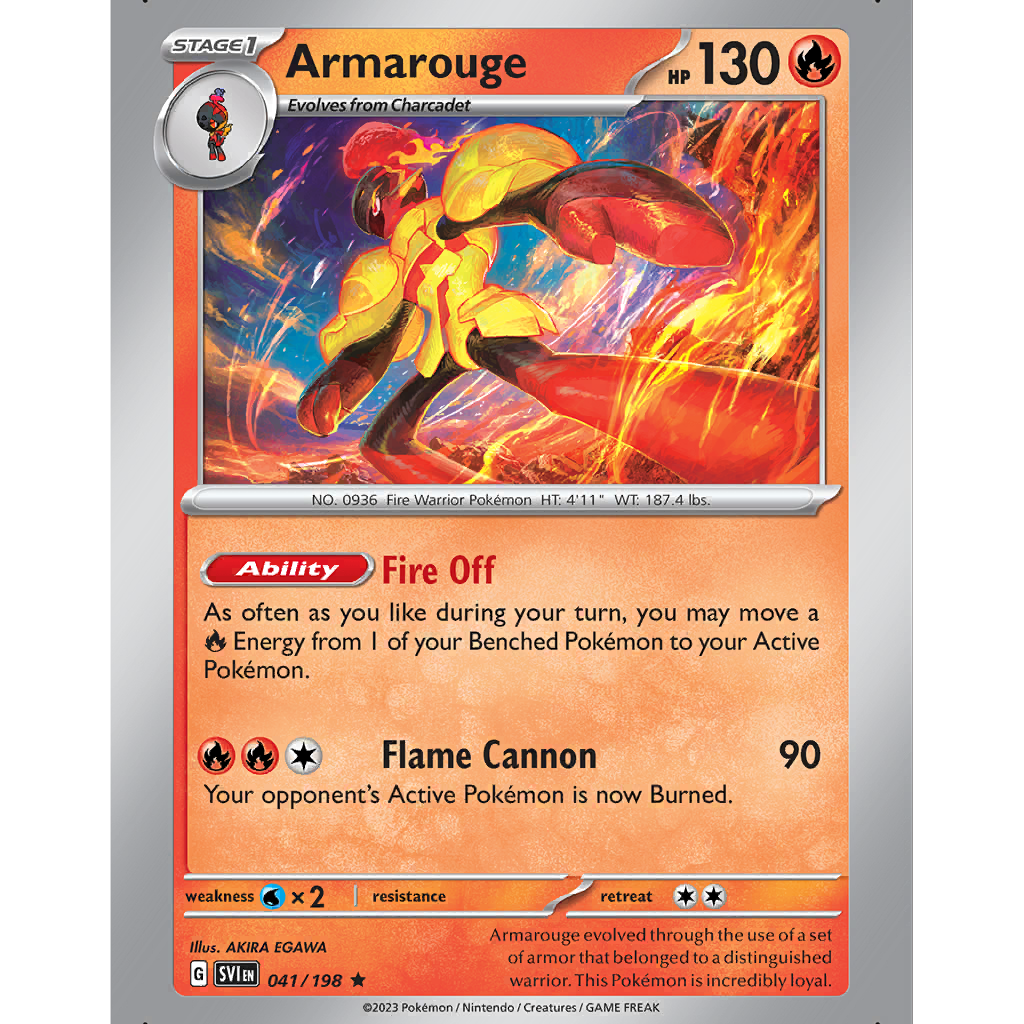 STAGE1
Armarouge
HP 130
Evolves from Charcadet
NO. 0936 Fire Warrior Pokémon HT: 4'11" WT: 187.4 lbs.
Ability Fire Off
As often as you like during your turn, you may move a
Energy from 1 of your Benched Pokémon to your Active
Pokémon.
Flame Cannon 90
Your opponent's Active Pokémon is now Burned.
weakness ×2 resistance retreat
Illus. AKIRA EGAWA
G SVI EN 041/198 ★
Armarouge evolved through the use of a set
of armor that belonged to a distinguished
warrior. This Pokémon is incredibly loyal.
©2023 Pokémon / Nintendo / Creatures / GAME FREAK